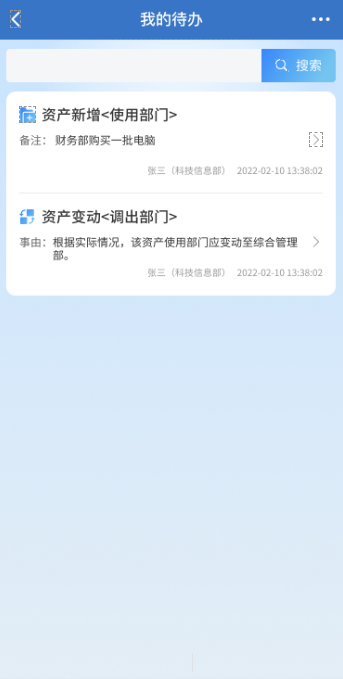 我的待办
搜索
资产新增<使用部门>
备注： 财务部购买一批电脑
张三（科技信息部） 2022-02-10 13:38:02
资产变动<调出部门>
事由：根据实际情况，该资产使用部门应变动至综合管理
部。
张三（科技信息部） 2022-02-10 13:38:02